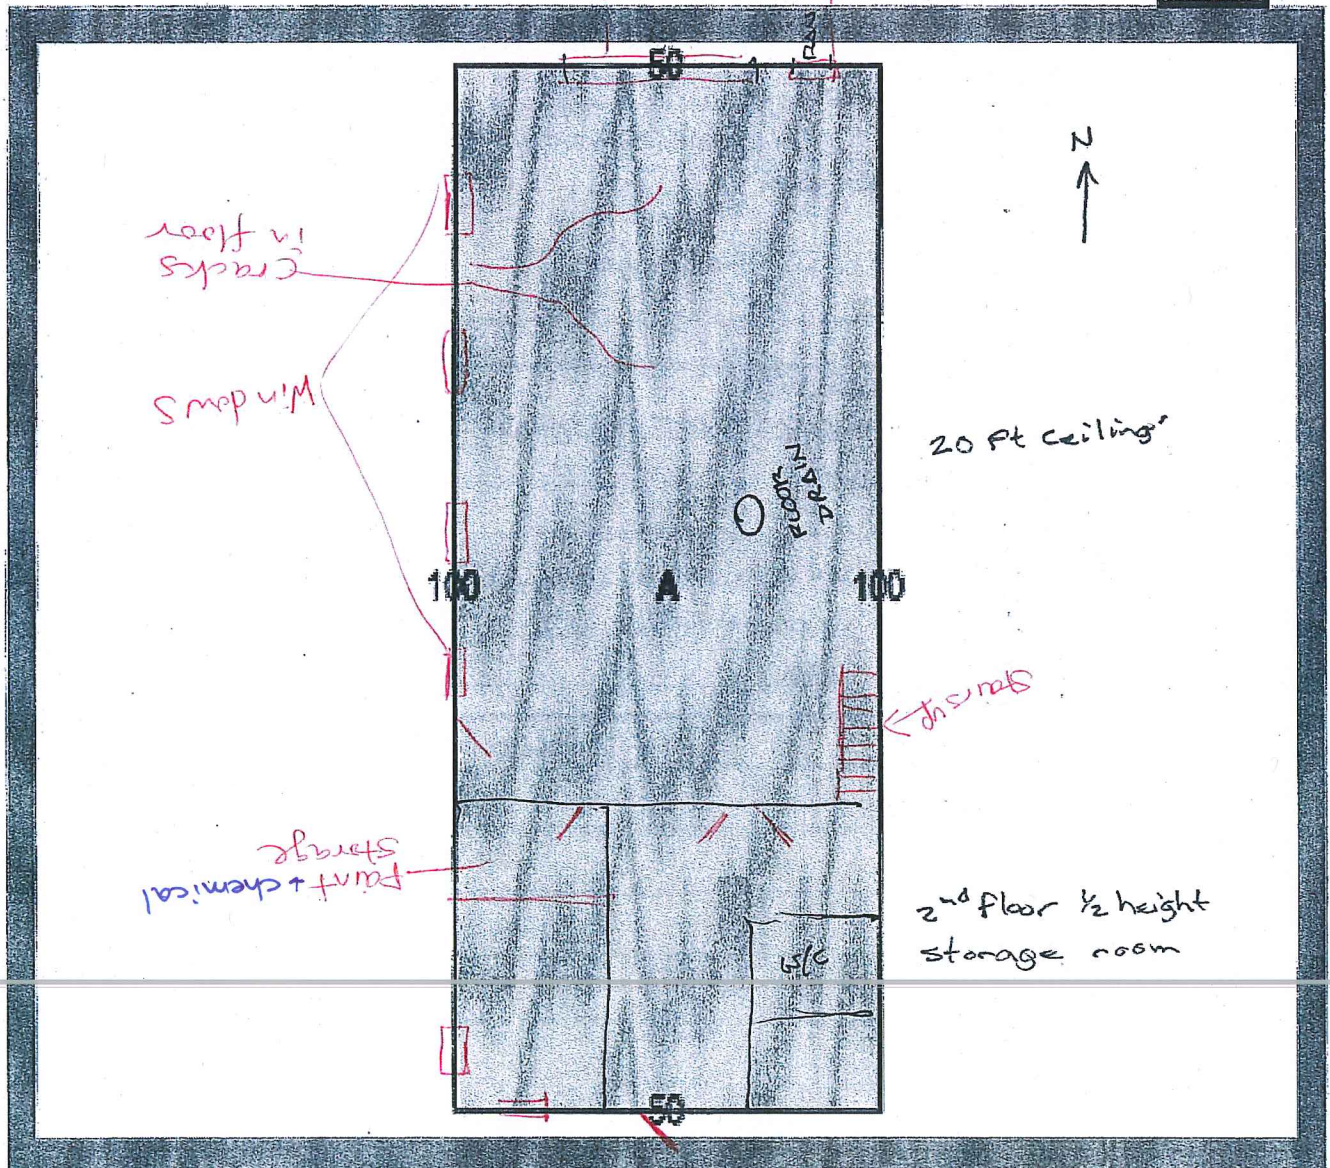 50
N
cracks
in floor
Windows
20 ft ceiling
FLOOR
DRAIN
100
A
100
Stairs up
Paint + chemical
storage
2nd floor 1/2 height
storage room
W/C
50